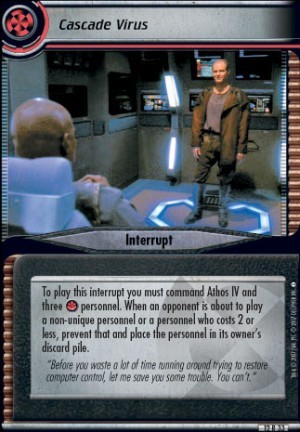 Cascade Virus
Interrupt
To play this interrupt you must command Athos IV and
three personnel. When an opponent is about to play
a non-unique personnel or a personnel who costs 2 or
less, prevent that and place the personnel in its owner's
discard pile.
"Before you waste a lot of time running around trying to restore
computer control, let me save you some trouble. You can't."
12 R 33